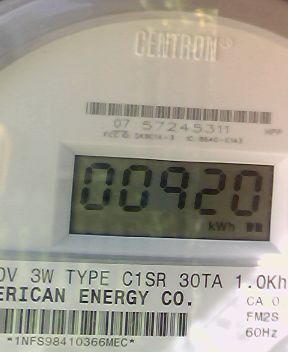 CENTRON®
07 57245311 HPP
00920
kWh
0V 3W TYPE C1SR 30TA 1.0Kh
ERICAN ENERGY CO.
CA 0
FM2S
60Hz
*1NFS98410366MEC*